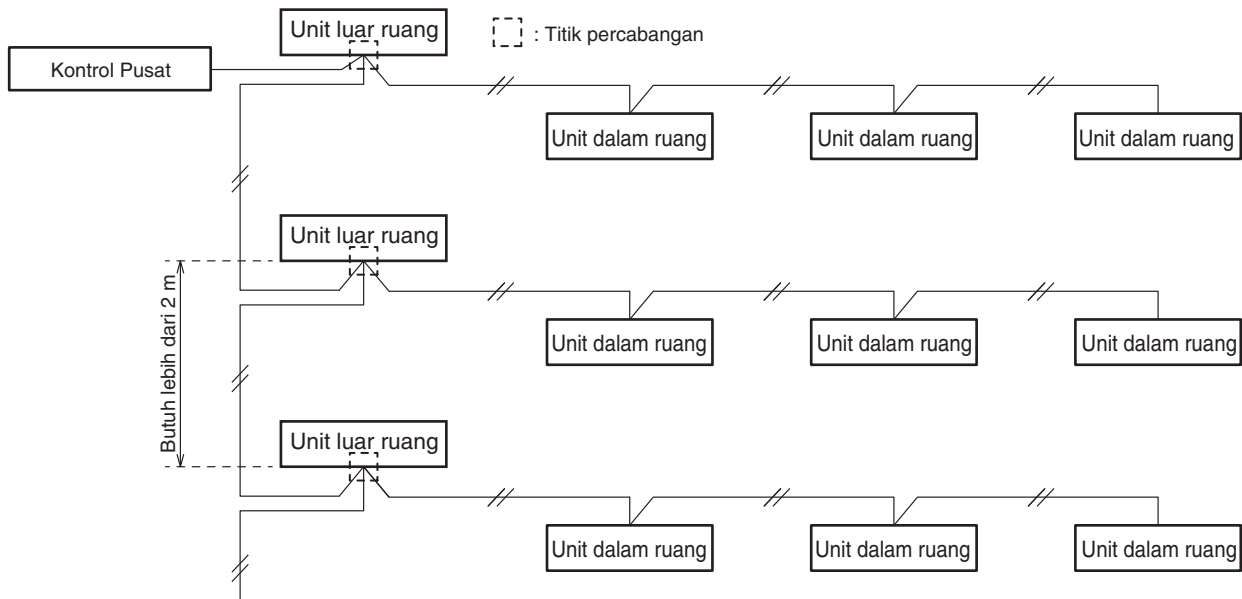 Unit luar ruang
: Titik percabangan
Kontrol Pusat
Unit dalam ruang
Unit dalam ruang
Unit dalam ruang
Unit luar ruang
Unit dalam ruang
Unit dalam ruang
Unit dalam ruang
Butuh lebih dari 2 m
Unit luar ruang
Unit dalam ruang
Unit dalam ruang
Unit dalam ruang